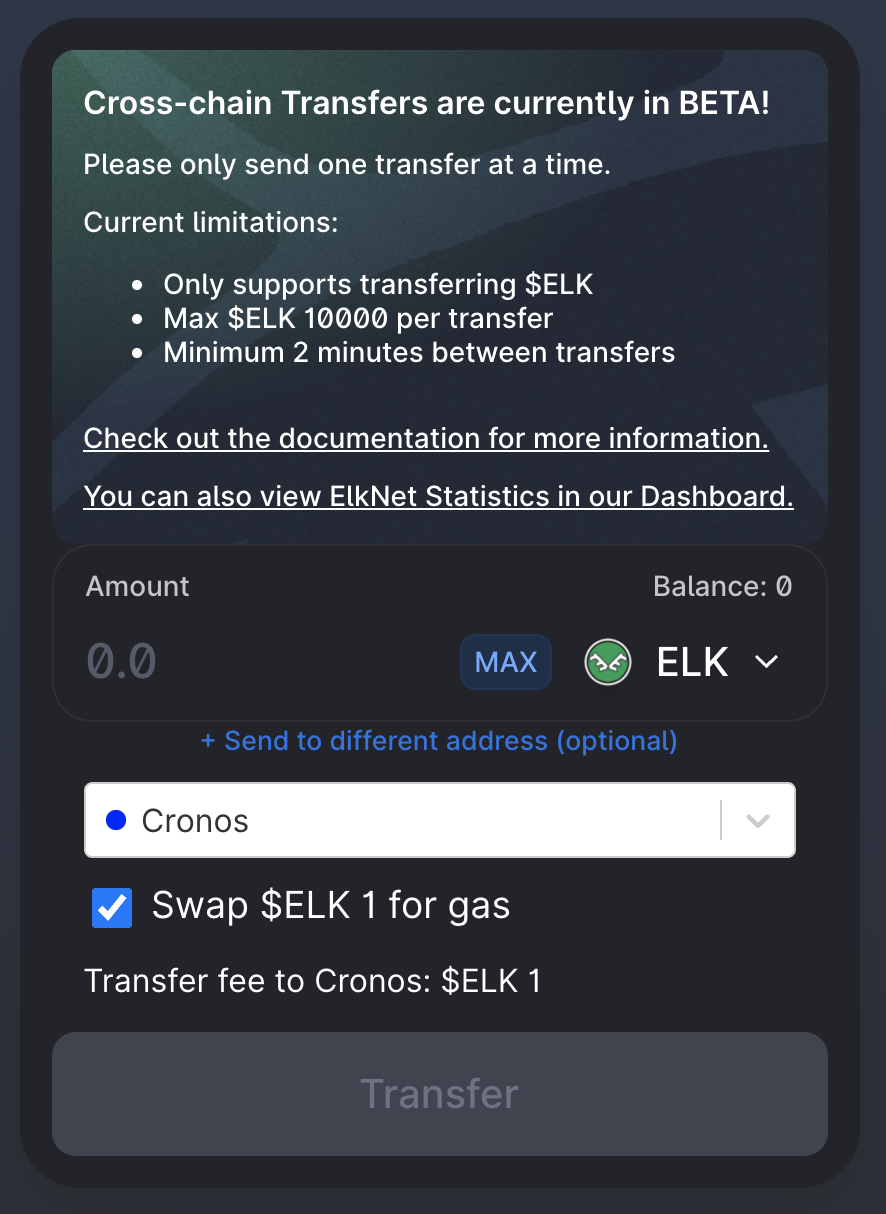 Cross-chain Transfers are currently in BETA!
Please only send one transfer at a time.
Current limitations:
• Only supports transferring $ELK
• Max $ELK 10000 per transfer
• Minimum 2 minutes between transfers
Check out the documentation for more information.
You can also view ElkNet Statistics in our Dashboard.
Amount Balance: 0
0.0 MAX ELK
+ Send to different address (optional)
Cronos
Swap $ELK 1 for gas
Transfer fee to Cronos: $ELK 1
Transfer